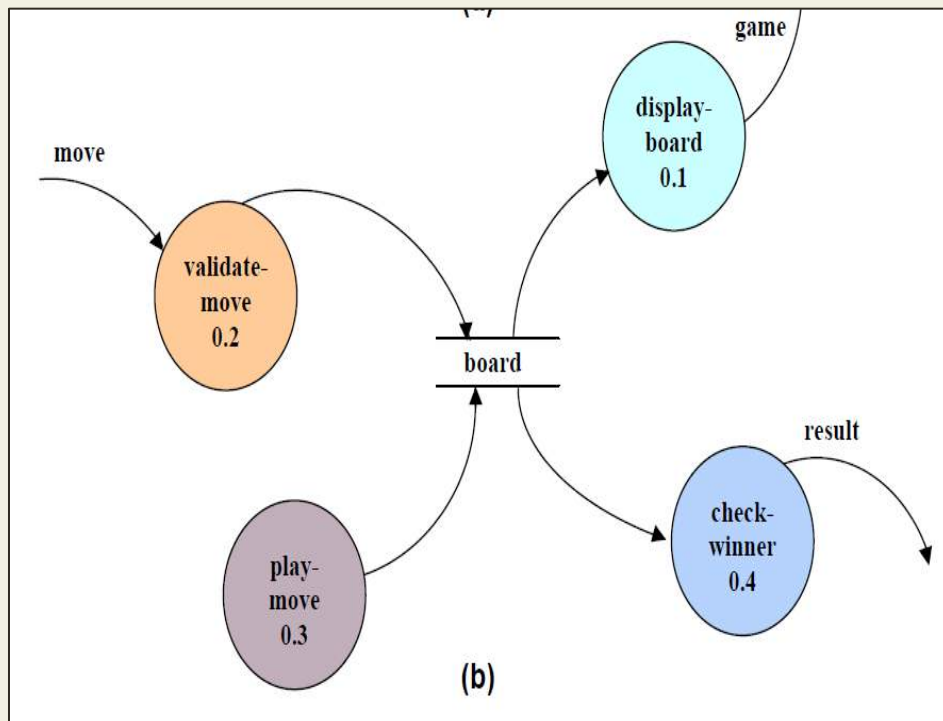 game
display-
board
0.1
move
validate-
move
0.2
board
result
check-
winner
0.4
play-
move
0.3
(b)